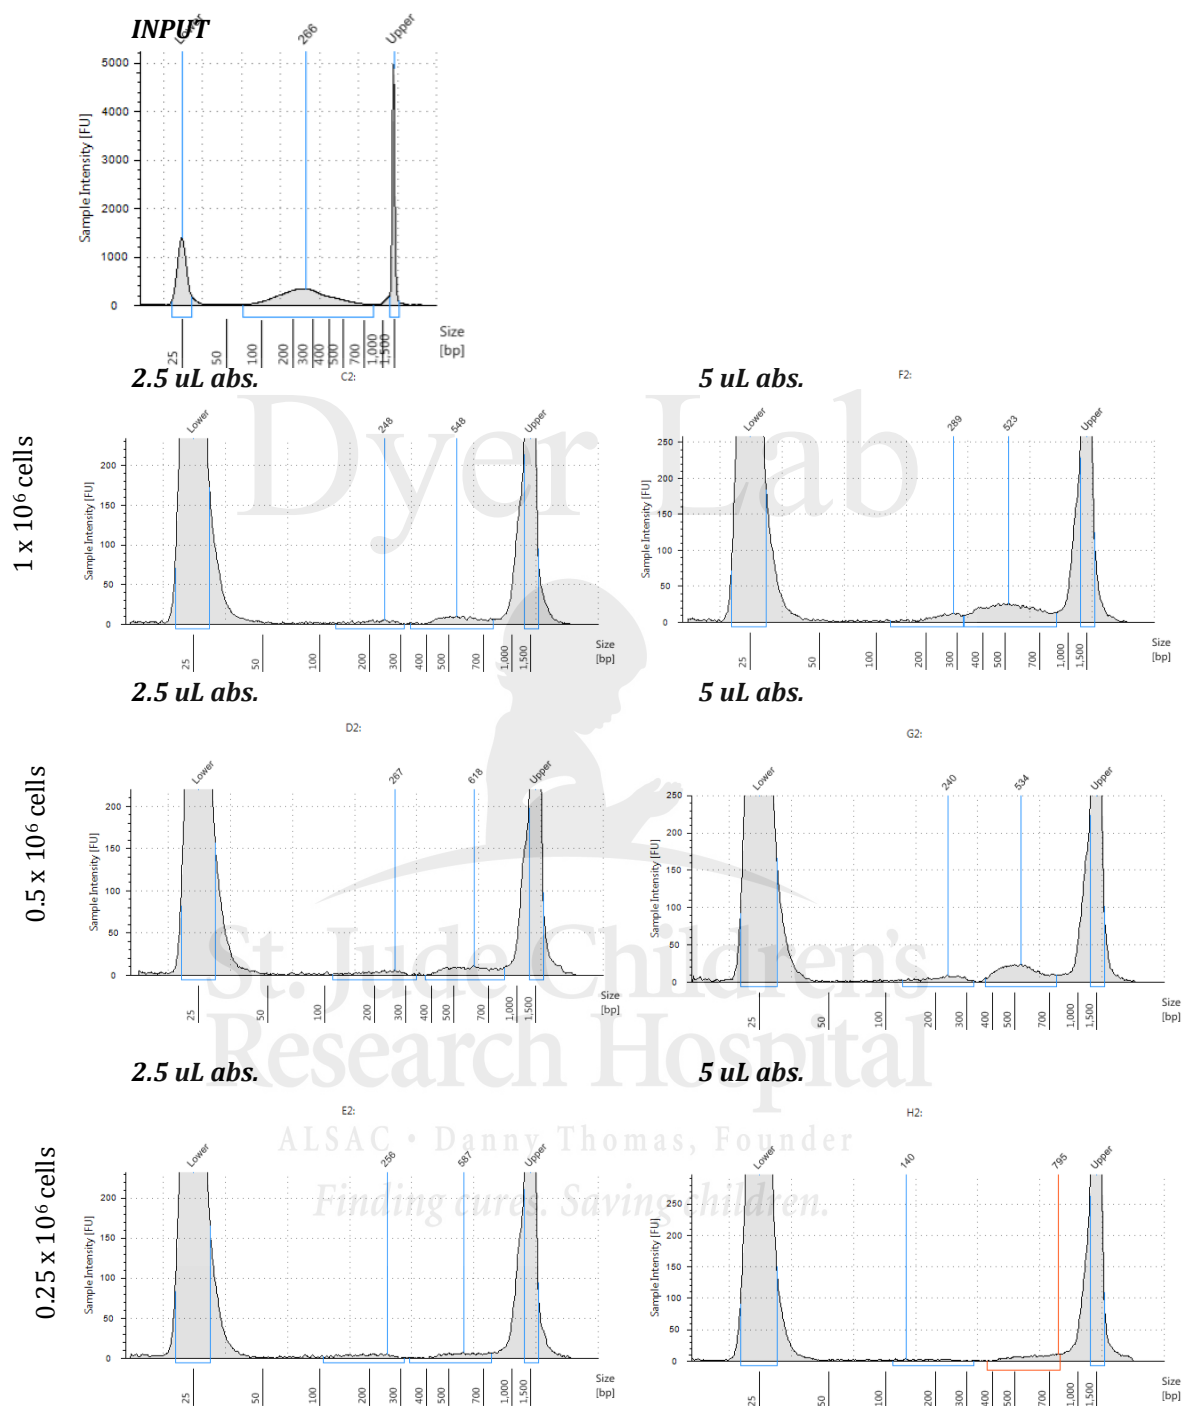 INPUT
Lower
266
Upper
5000
4000
3000
2000
1000
0
Sample Intensity [FU]
25
50
100
200
300
400
500
700
1,000
1,500
Size
[bp]
2.5 uL abs.
C2:
1 x 10⁶ cells
Lower
248
548
Upper
200
150
100
50
0
Sample Intensity [FU]
25
50
100
200
300
400
500
700
1,000
1,500
Size
[bp]
5 uL abs.
F2:
Lower
289
523
Upper
250
200
150
100
50
0
Sample Intensity [FU]
25
50
100
200
300
400
500
700
1,000
1,500
Size
[bp]
2.5 uL abs.
D2:
0.5 x 10⁶ cells
Lower
267
618
Upper
200
150
100
50
0
Sample Intensity [FU]
25
50
100
200
300
400
500
700
1,000
1,500
Size
[bp]
5 uL abs.
G2:
Lower
240
534
Upper
250
200
150
100
50
0
Sample Intensity [FU]
25
50
100
200
300
400
500
700
1,000
1,500
Size
[bp]
2.5 uL abs.
E2:
0.25 x 10⁶ cells
Lower
256
587
Upper
200
150
100
50
0
Sample Intensity [FU]
25
50
100
200
300
400
500
700
1,000
1,500
Size
[bp]
5 uL abs.
H2:
Lower
140
795
Upper
250
200
150
100
50
0
Sample Intensity [FU]
25
50
100
200
300
400
500
700
1,000
1,500
Size
[bp]
Dyer Lab
St. Jude Children's
Research Hospital
ALSAC • Danny Thomas, Founder
Finding cures. Saving children.